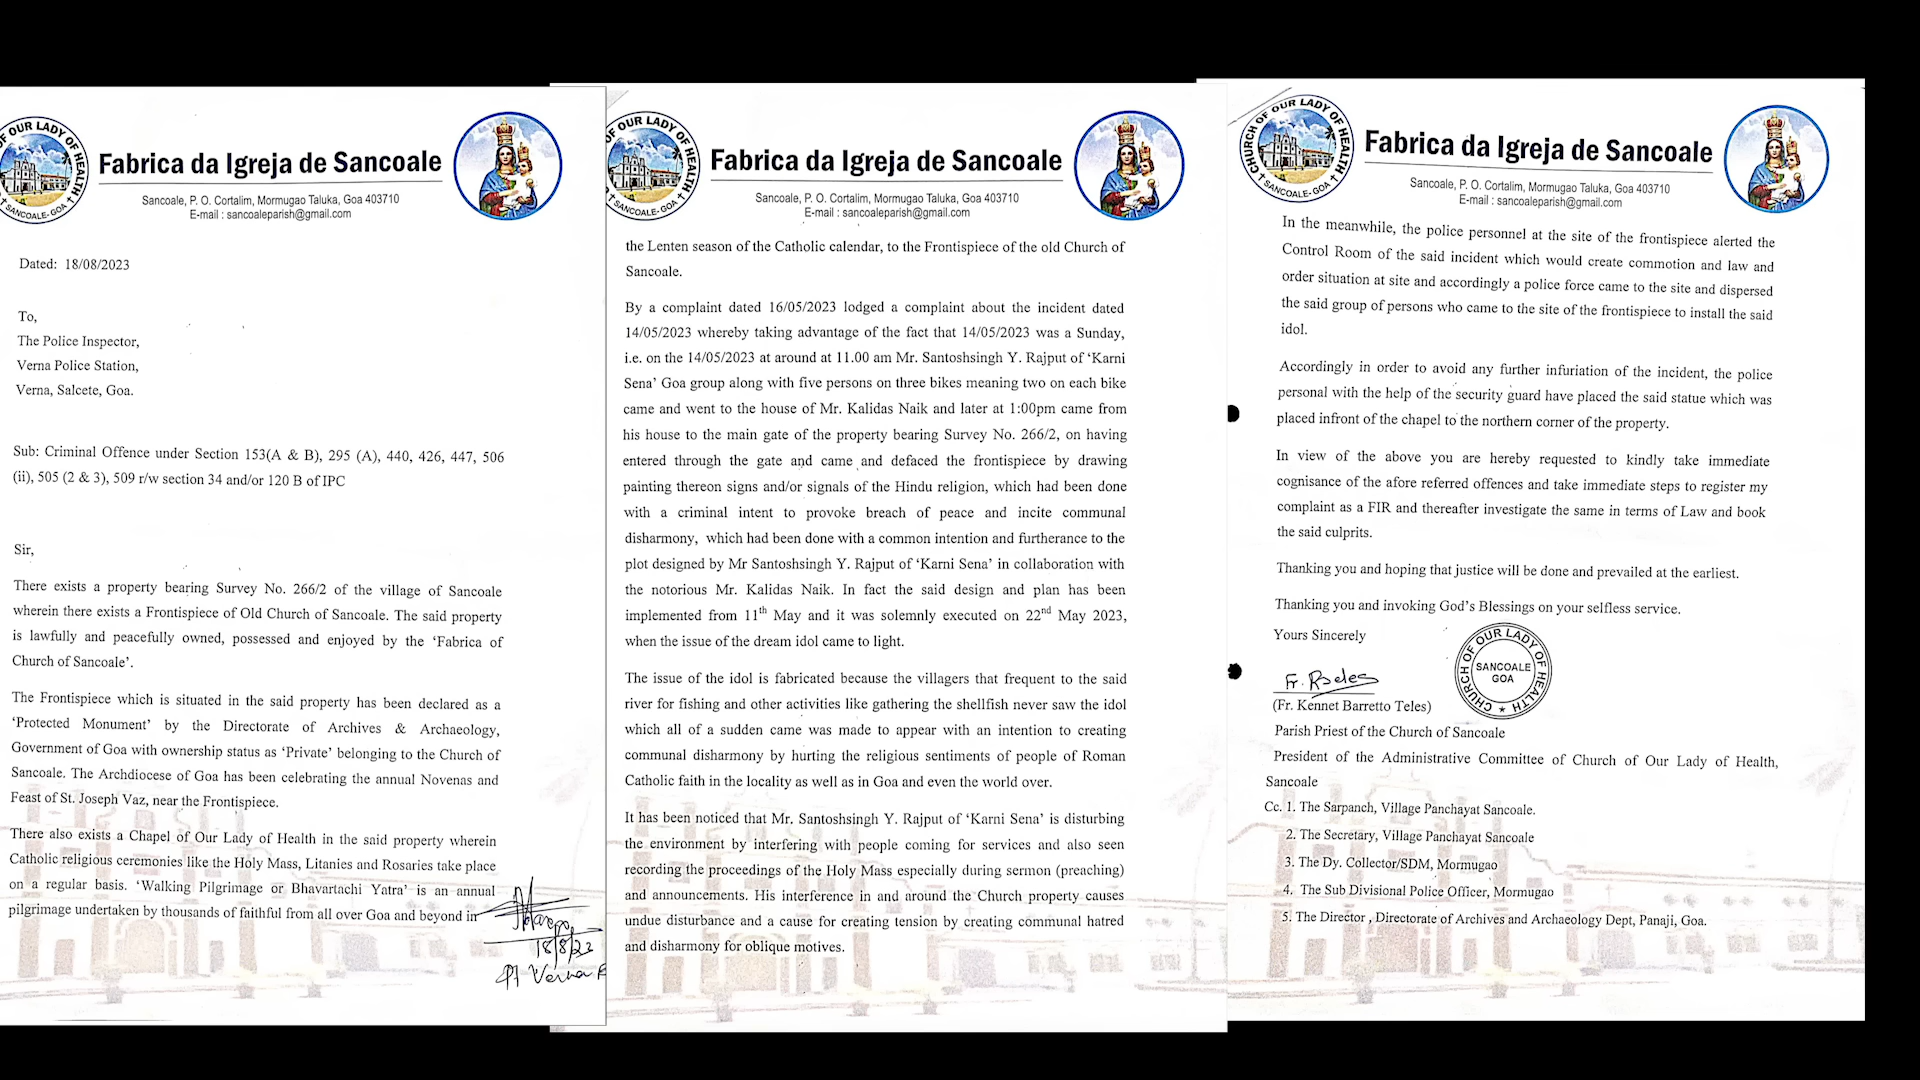 CHURCH OF OUR LADY OF HEALTH
SANCOALE-GOA
Fabrica da Igreja de Sancoale
Sancoale, P. O. Cortalim, Mormugao Taluka, Goa 403710
E-mail : sancoaleparish@gmail.com
Dated: 18/08/2023
To,
The Police Inspector,
Verna Police Station,
Verna, Salcete, Goa.
Sub: Criminal Offence under Section 153(A & B), 295 (A), 440, 426, 447, 506
(ii), 505 (2 & 3), 509 r/w section 34 and/or 120 B of IPC
Sir,
There exists a property bearing Survey No. 266/2 of the village of Sancoale
wherein there exists a Frontispiece of Old Church of Sancoale. The said property
is lawfully and peacefully owned, possessed and enjoyed by the ‘Fabrica of
Church of Sancoale’.
The Frontispiece which is situated in the said property has been declared as a
‘Protected Monument’ by the Directorate of Archives & Archaeology,
Government of Goa with ownership status as ‘Private’ belonging to the Church of
Sancoale. The Archdiocese of Goa has been celebrating the annual Novenas and
Feast of St. Joseph Vaz, near the Frontispiece.
There also exists a Chapel of Our Lady of Health in the said property wherein
Catholic religious ceremonies like the Holy Mass, Litanies and Rosaries take place
on a regular basis. ‘Walking Pilgrimage or Bhavartachi Yatra’ is an annual
pilgrimage undertaken by thousands of faithful from all over Goa and beyond in
18/8/23
PI Verna P
OF OUR LADY OF HEALTH
SANCOALE-GOA
Fabrica da Igreja de Sancoale
Sancoale, P. O. Cortalim, Mormugao Taluka, Goa 403710
E-mail : sancoaleparish@gmail.com
the Lenten season of the Catholic calendar, to the Frontispiece of the old Church of
Sancoale.
By a complaint dated 16/05/2023 lodged a complaint about the incident dated
14/05/2023 whereby taking advantage of the fact that 14/05/2023 was a Sunday,
i.e. on the 14/05/2023 at around at 11.00 am Mr. Santoshsingh Y. Rajput of ‘Karni
Sena’ Goa group along with five persons on three bikes meaning two on each bike
came and went to the house of Mr. Kalidas Naik and later at 1:00pm came from
his house to the main gate of the property bearing Survey No. 266/2, on having
entered through the gate and came and defaced the frontispiece by drawing
painting thereon signs and/or signals of the Hindu religion, which had been done
with a criminal intent to provoke breach of peace and incite communal
disharmony, which had been done with a common intention and furtherance to the
plot designed by Mr Santoshsingh Y. Rajput of ‘Karni Sena’ in collaboration with
the notorious Mr. Kalidas Naik. In fact the said design and plan has been
implemented from 11th May and it was solemnly executed on 22nd May 2023,
when the issue of the dream idol came to light.
The issue of the idol is fabricated because the villagers that frequent to the said
river for fishing and other activities like gathering the shellfish never saw the idol
which all of a sudden came was made to appear with an intention to creating
communal disharmony by hurting the religious sentiments of people of Roman
Catholic faith in the locality as well as in Goa and even the world over.
It has been noticed that Mr. Santoshsingh Y. Rajput of ‘Karni Sena’ is disturbing
the environment by interfering with people coming for services and also seen
recording the proceedings of the Holy Mass especially during sermon (preaching)
and announcements. His interference in and around the Church property causes
undue disturbance and a cause for creating tension by creating communal hatred
and disharmony for oblique motives.
CHURCH OF OUR LADY OF HEALTH
SANCOALE-GOA
Fabrica da Igreja de Sancoale
Sancoale, P. O. Cortalim, Mormugao Taluka, Goa 403710
E-mail : sancoaleparish@gmail.com
In the meanwhile, the police personnel at the site of the frontispiece alerted the
Control Room of the said incident which would create commotion and law and
order situation at site and accordingly a police force came to the site and dispersed
the said group of persons who came to the site of the frontispiece to install the said
idol.
Accordingly in order to avoid any further infuriation of the incident, the police
personal with the help of the security guard have placed the said statue which was
placed infront of the chapel to the northern corner of the property.
In view of the above you are hereby requested to kindly take immediate
cognisance of the afore referred offences and take immediate steps to register my
complaint as a FIR and thereafter investigate the same in terms of Law and book
the said culprits.
Thanking you and hoping that justice will be done and prevailed at the earliest.
Thanking you and invoking God’s Blessings on your selfless service.
Yours Sincerely
CHURCH OF OUR LADY OF HEALTH
SANCOALE
GOA
(Fr. Kennet Barretto Teles)
Parish Priest of the Church of Sancoale
President of the Administrative Committee of Church of Our Lady of Health,
Sancoale
Cc. 1. The Sarpanch, Village Panchayat Sancoale.
2. The Secretary, Village Panchayat Sancoale
3. The Dy. Collector/SDM, Mormugao
4. The Sub Divisional Police Officer, Mormugao
5. The Director , Directorate of Archives and Archaeology Dept, Panaji, Goa.